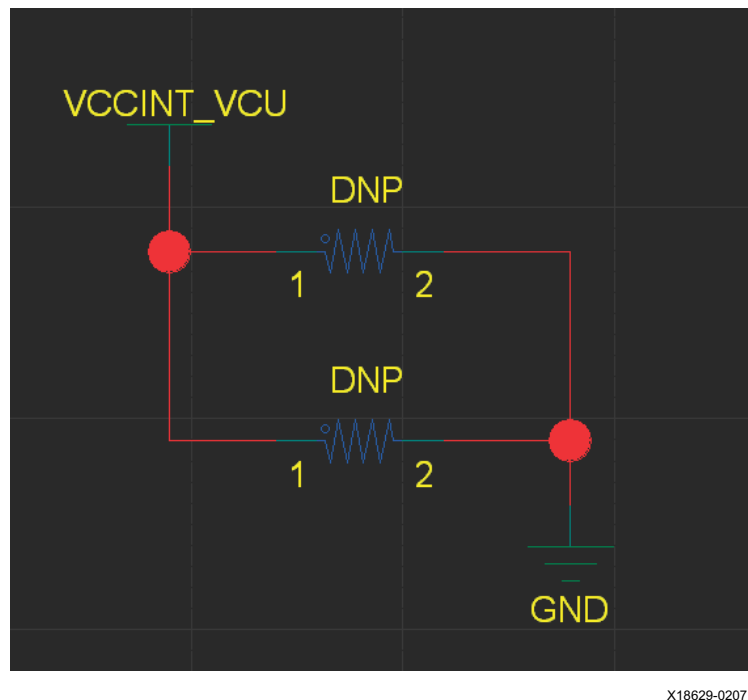 VCCINT_VCU
DNP
1 2
DNP
1 2
GND
X18629-0207